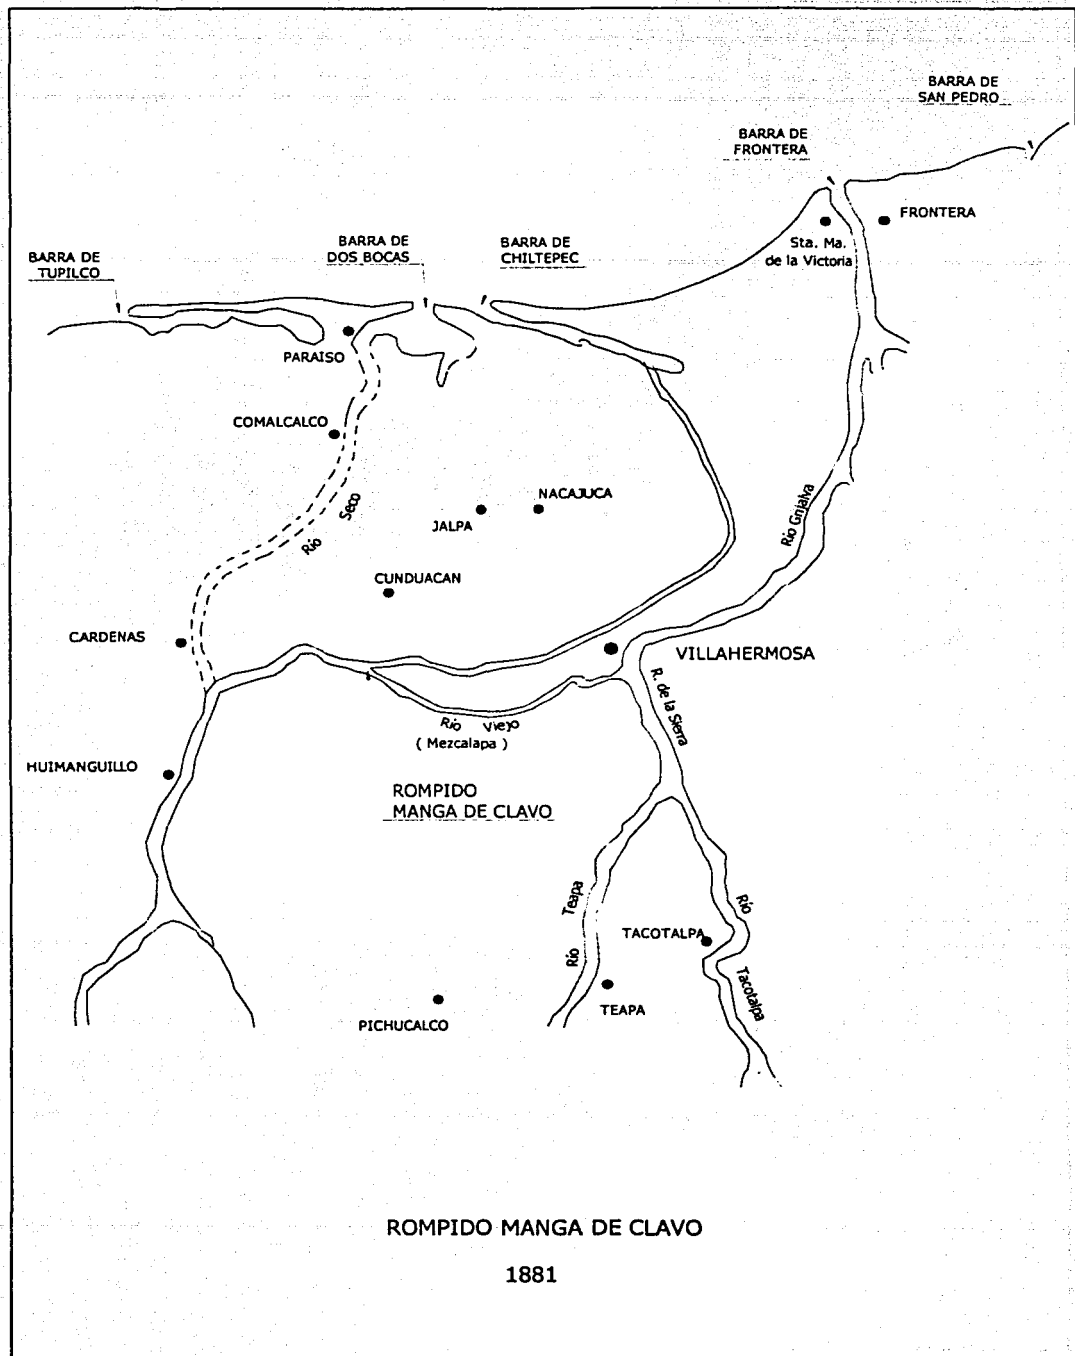 BARRA DE
SAN PEDRO
BARRA DE
FRONTERA
FRONTERA
Sta. Ma.
de la Victoria
BARRA DE
TUPILCO
BARRA DE
DOS BOCAS
BARRA DE
CHILTEPEC
PARAISO
COMALCALCO
Río Seco
JALPA
NACAJUCA
Río Grijalva
CUNDUACAN
CARDENAS
VILLAHERMOSA
R. de la Sierra
Río Viejo
( Mezcalapa )
HUIMANGUILLO
ROMPIDO
MANGA DE CLAVO
Río Teapa
Río Tacotalpa
TACOTALPA
TEAPA
PICHUCALCO
ROMPIDO MANGA DE CLAVO
1881